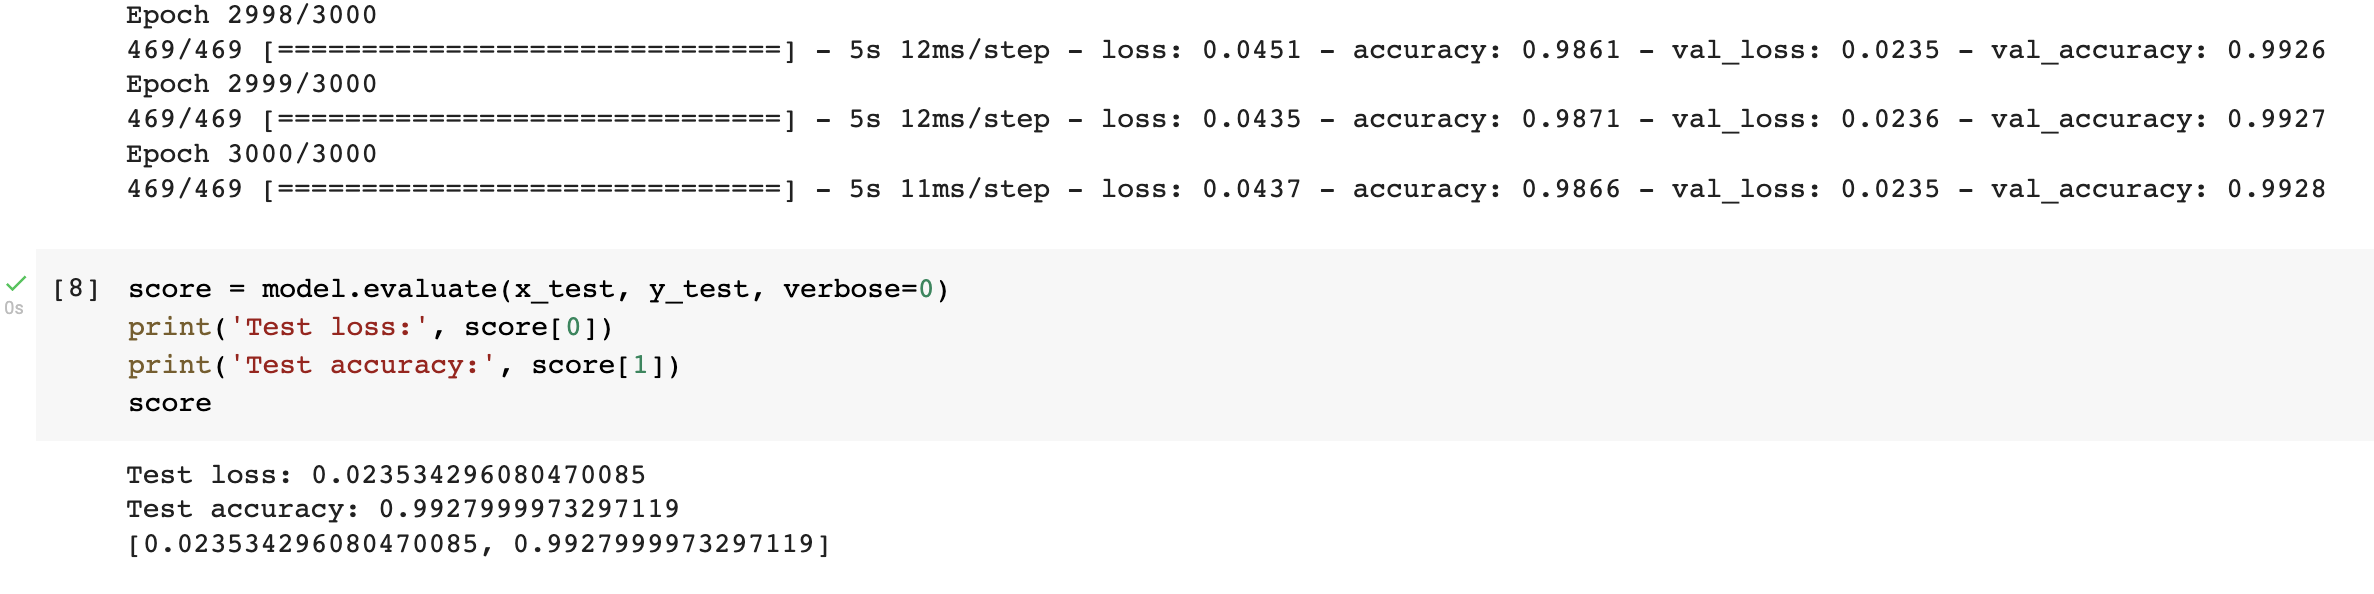 Epoch 2998/3000
469/469 [==============================] - 5s 12ms/step - loss: 0.0451 - accuracy: 0.9861 - val_loss: 0.0235 - val_accuracy: 0.9926
Epoch 2999/3000
469/469 [==============================] - 5s 12ms/step - loss: 0.0435 - accuracy: 0.9871 - val_loss: 0.0236 - val_accuracy: 0.9927
Epoch 3000/3000
469/469 [==============================] - 5s 11ms/step - loss: 0.0437 - accuracy: 0.9866 - val_loss: 0.0235 - val_accuracy: 0.9928
[8] score = model.evaluate(x_test, y_test, verbose=0)
0s
print('Test loss:', score[0])
print('Test accuracy:', score[1])
score
Test loss: 0.023534296080470085
Test accuracy: 0.9927999973297119
[0.023534296080470085, 0.9927999973297119]